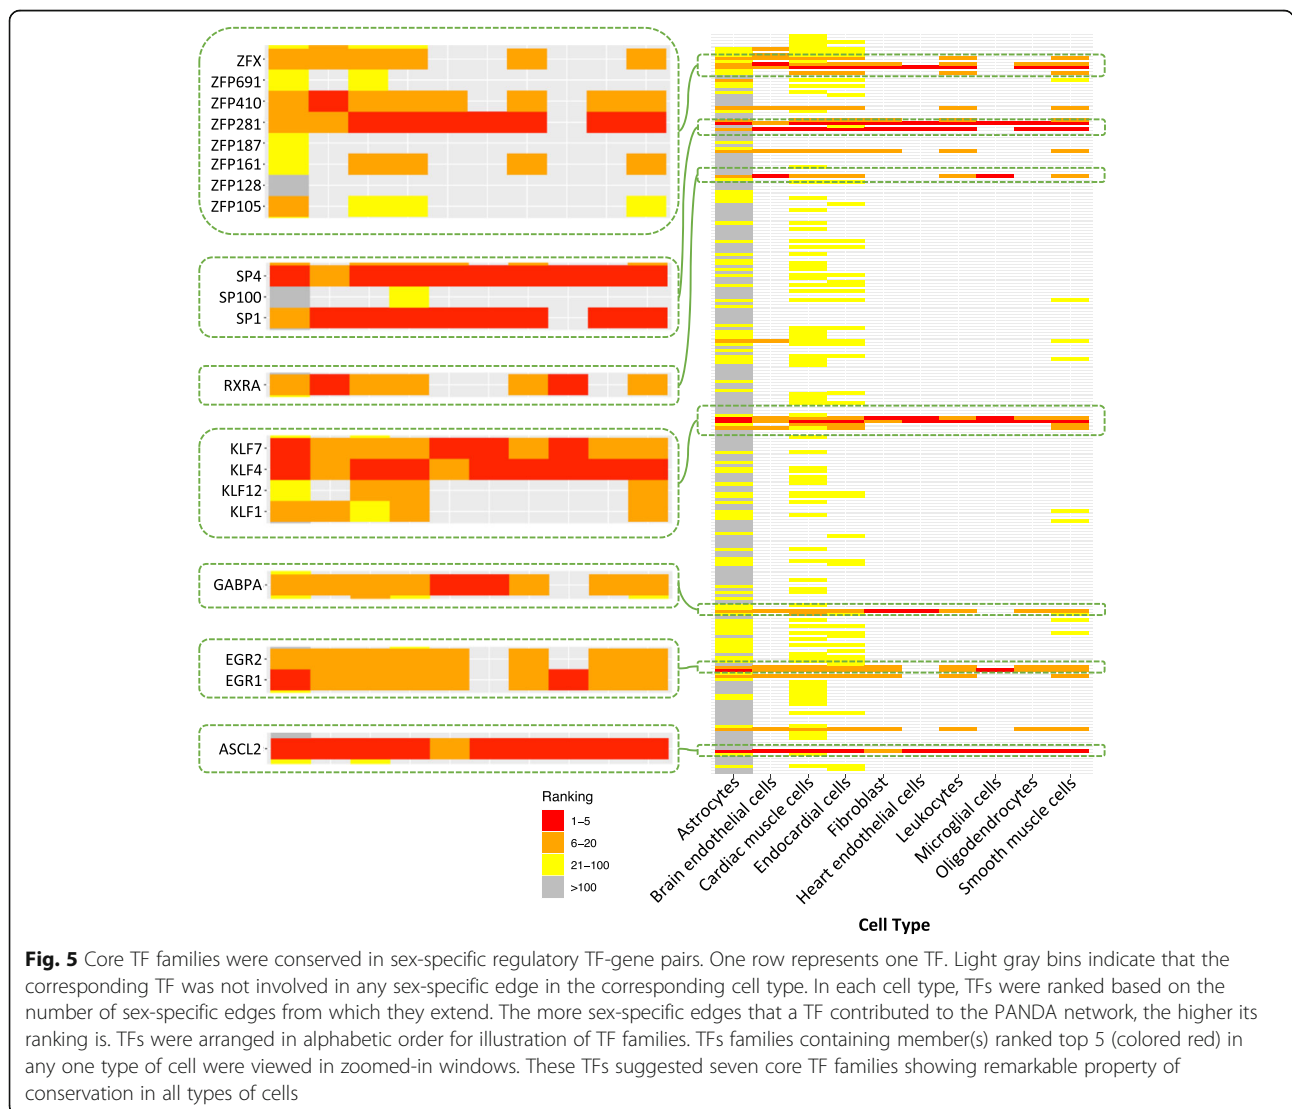 ZFX
ZFP691
ZFP410
ZFP281
ZFP187
ZFP161
ZFP128
ZFP105
SP4
SP100
SP1
RXRA
KLF7
KLF4
KLF12
KLF1
GABPA
EGR2
EGR1
ASCL2
Ranking
1–5
6–20
21–100
>100
Astrocytes
Brain endothelial cells
Cardiac muscle cells
Endocardial cells
Fibroblast
Heart endothelial cells
Leukocytes
Microglial cells
Oligodendrocytes
Smooth muscle cells
Cell Type
Fig. 5 Core TF families were conserved in sex-specific regulatory TF-gene pairs. One row represents one TF. Light gray bins indicate that the
corresponding TF was not involved in any sex-specific edge in the corresponding cell type. In each cell type, TFs were ranked based on the
number of sex-specific edges from which they extend. The more sex-specific edges that a TF contributed to the PANDA network, the higher its
ranking is. TFs were arranged in alphabetic order for illustration of TF families. TFs families containing member(s) ranked top 5 (colored red) in
any one type of cell were viewed in zoomed-in windows. These TFs suggested seven core TF families showing remarkable property of
conservation in all types of cells